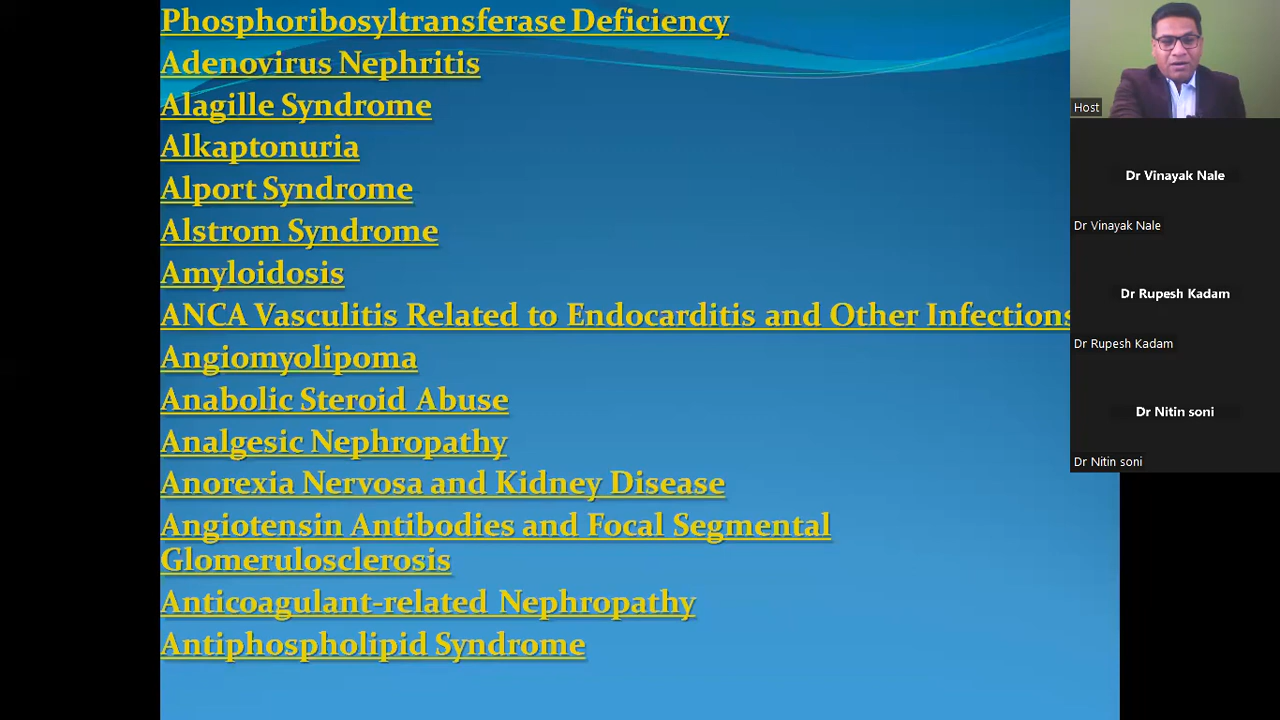 Phosphoribosyltransferase Deficiency
Adenovirus Nephritis
Alagille Syndrome
Alkaptonuria
Alport Syndrome
Alstrom Syndrome
Amyloidosis
ANCA Vasculitis Related to Endocarditis and Other Infections
Angiomyolipoma
Anabolic Steroid Abuse
Analgesic Nephropathy
Anorexia Nervosa and Kidney Disease
Angiotensin Antibodies and Focal Segmental
Glomerulosclerosis
Anticoagulant-related Nephropathy
Antiphospholipid Syndrome
Host
Dr Vinayak Nale
Dr Vinayak Nale
Dr Rupesh Kadam
Dr Rupesh Kadam
Dr Nitin soni
Dr Nitin soni